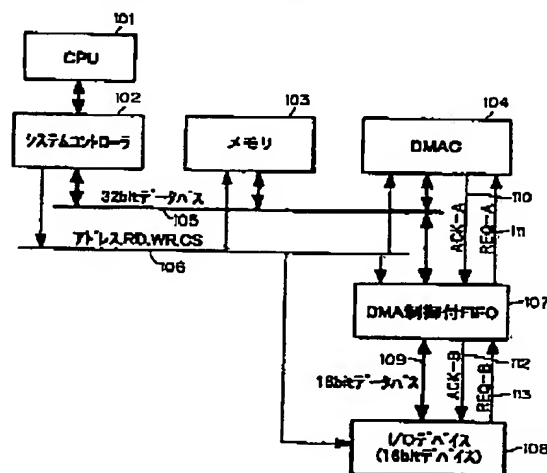 101
CPU
102
システムコントローラ
103
メモリ
104
DMAC
32bitデータバス
105
アドレス,RD,WR,CS
106
ACK-A
110
REQ-A
111
DMA制御付FIFO
107
109
16bitデータバス
ACK-B
112
REQ-B
113
I/Oデバイス
(16bitデバイス)
108